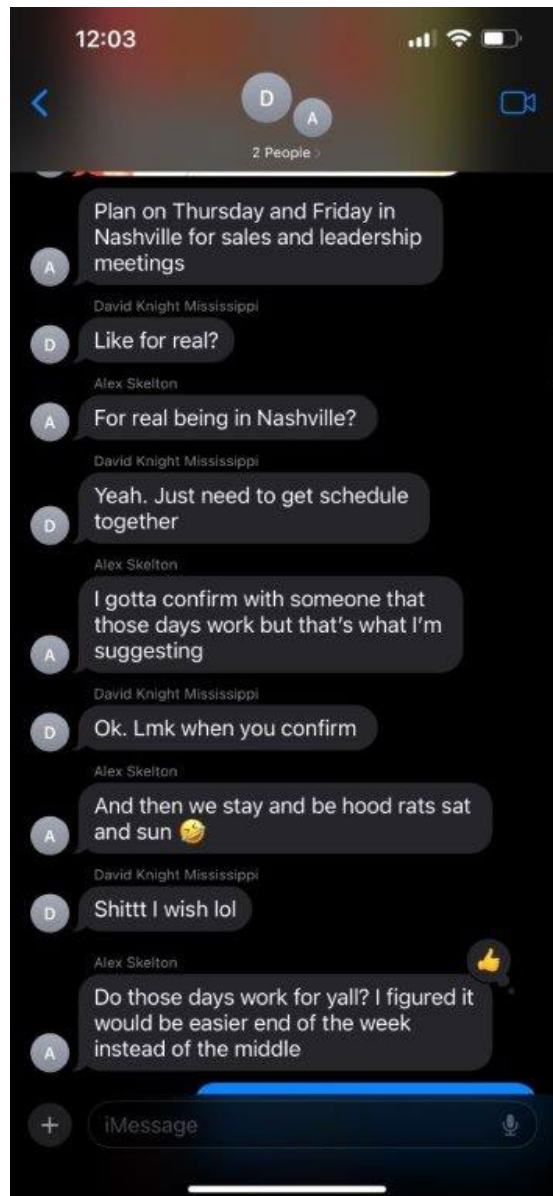 12:03
D
A
2 People >
Plan on Thursday and Friday in
Nashville for sales and leadership
meetings
A
David Knight Mississippi
Like for real?
D
Alex Skelton
For real being in Nashville?
A
David Knight Mississippi
Yeah. Just need to get schedule
together
D
Alex Skelton
I gotta confirm with someone that
those days work but that's what I'm
suggesting
A
David Knight Mississippi
Ok. Lmk when you confirm
D
Alex Skelton
And then we stay and be hood rats sat
and sun 🤣
A
David Knight Mississippi
Shittt I wish lol
D
Alex Skelton
Do those days work for yall? I figured it
would be easier end of the week
instead of the middle
A
iMessage